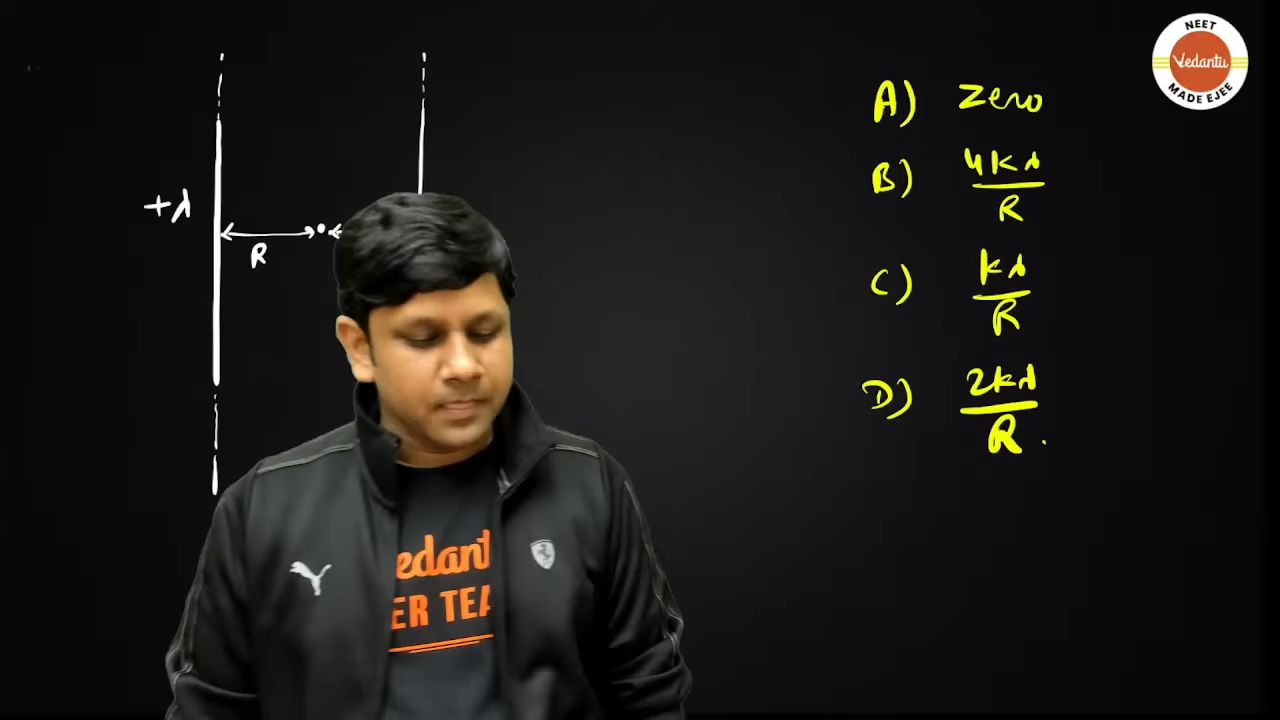 +λ
R
A) Zero
B) 4kλ/R
C) kλ/R
D) 2kλ/R
NEET
Vedantu
MADE EJEE
edant
ER TEA